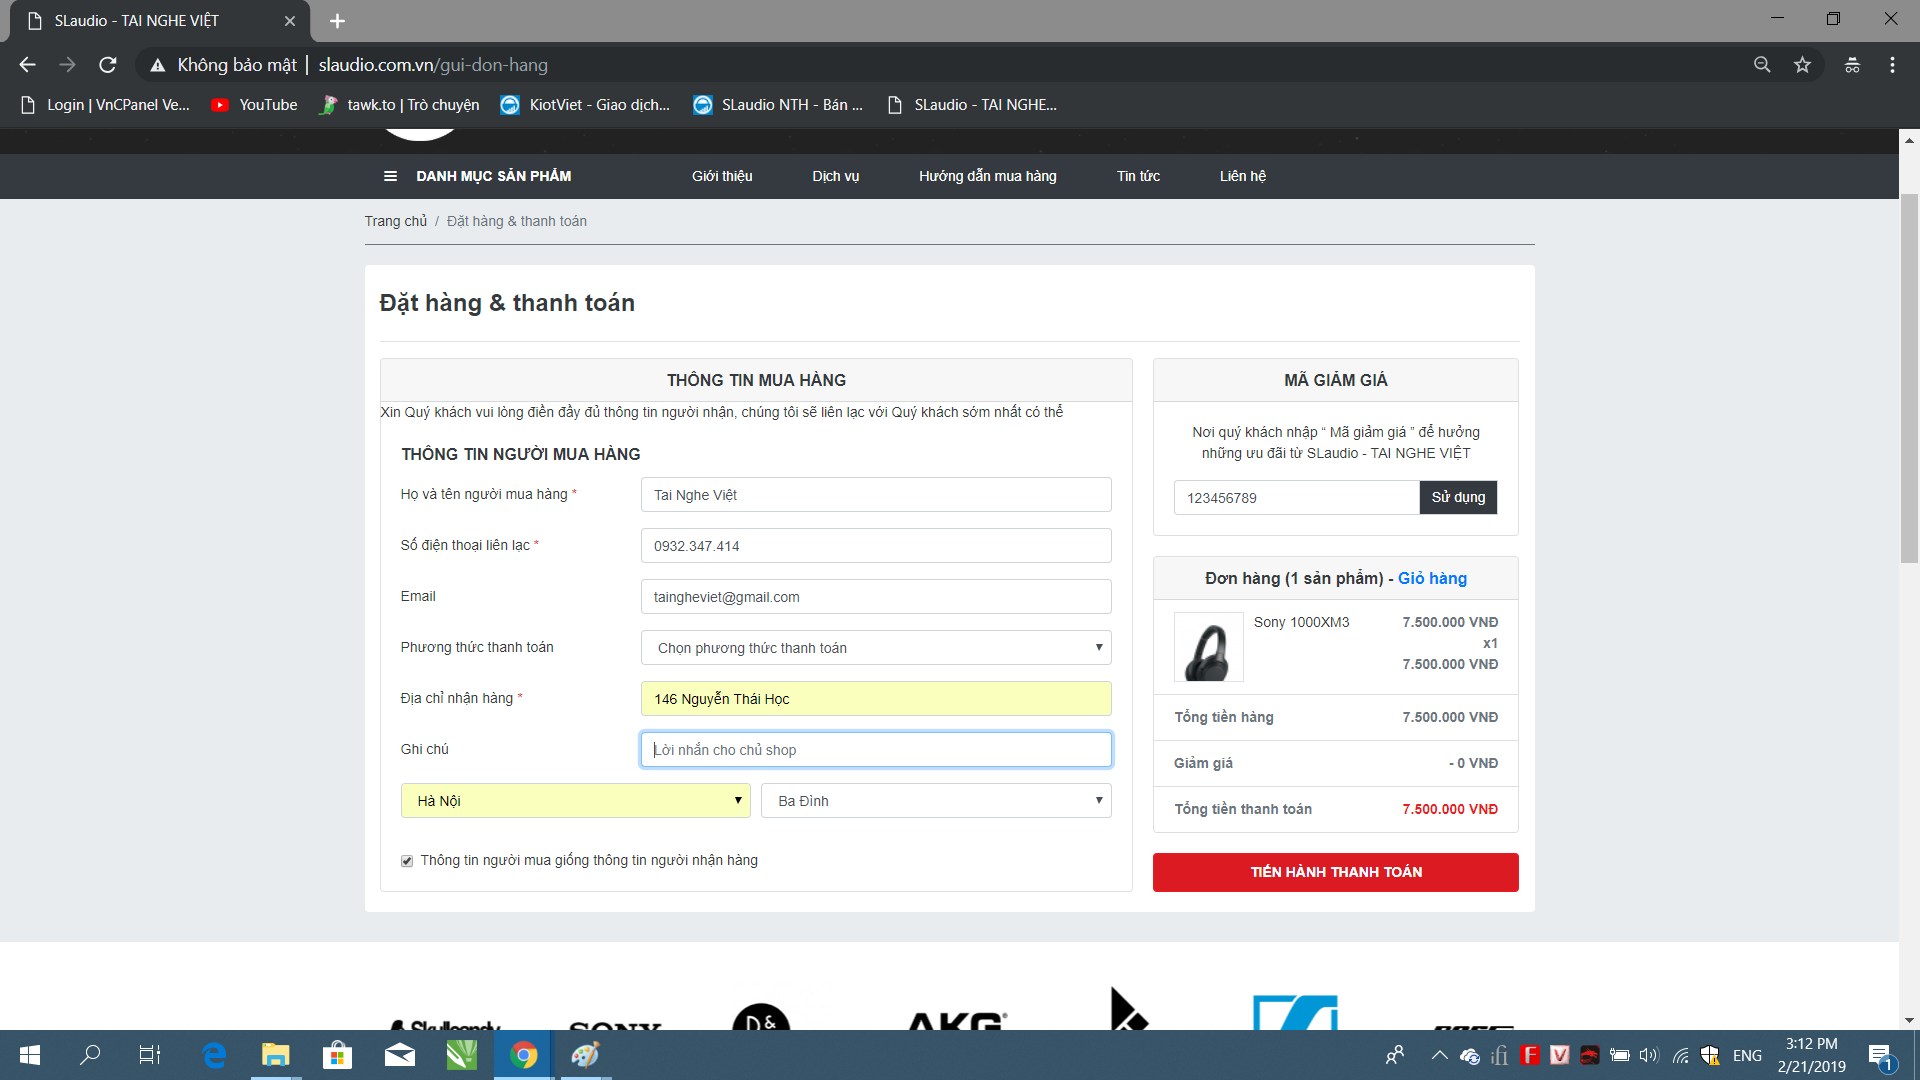 SLaudio - TAI NGHE VIỆT
Không bảo mật | slaudio.com.vn/gui-don-hang
Login | VnCPanel Ve...
YouTube
tawk.to | Trò chuyện
KiotViet - Giao dịch...
SLaudio NTH - Bán ...
SLaudio - TAI NGHE...
DANH MỤC SẢN PHẨM
Giới thiệu
Dịch vụ
Hướng dẫn mua hàng
Tin tức
Liên hệ
Trang chủ / Đặt hàng & thanh toán
Đặt hàng & thanh toán
THÔNG TIN MUA HÀNG
Xin Quý khách vui lòng điền đầy đủ thông tin người nhận, chúng tôi sẽ liên lạc với Quý khách sớm nhất có thể
THÔNG TIN NGƯỜI MUA HÀNG
Họ và tên người mua hàng *
Tai Nghe Việt
Số điện thoại liên lạc *
0932.347.414
Email
taingheviet@gmail.com
Phương thức thanh toán
Chọn phương thức thanh toán
Địa chỉ nhận hàng *
146 Nguyễn Thái Học
Ghi chú
Lời nhắn cho chủ shop
Hà Nội
Ba Đình
Thông tin người mua giống thông tin người nhận hàng
MÃ GIẢM GIÁ
Nơi quý khách nhập “ Mã giảm giá ” để hưởng
những ưu đãi từ SLaudio - TAI NGHE VIỆT
123456789
Sử dụng
Đơn hàng (1 sản phẩm) - Giỏ hàng
Sony 1000XM3
7.500.000 VNĐ
x1
7.500.000 VNĐ
Tổng tiền hàng
7.500.000 VNĐ
Giảm giá
- 0 VNĐ
Tổng tiền thanh toán
7.500.000 VNĐ
TIẾN HÀNH THANH TOÁN
Skullcandy
SONY
D&
AKG
ENG
3:12 PM
2/21/2019
1